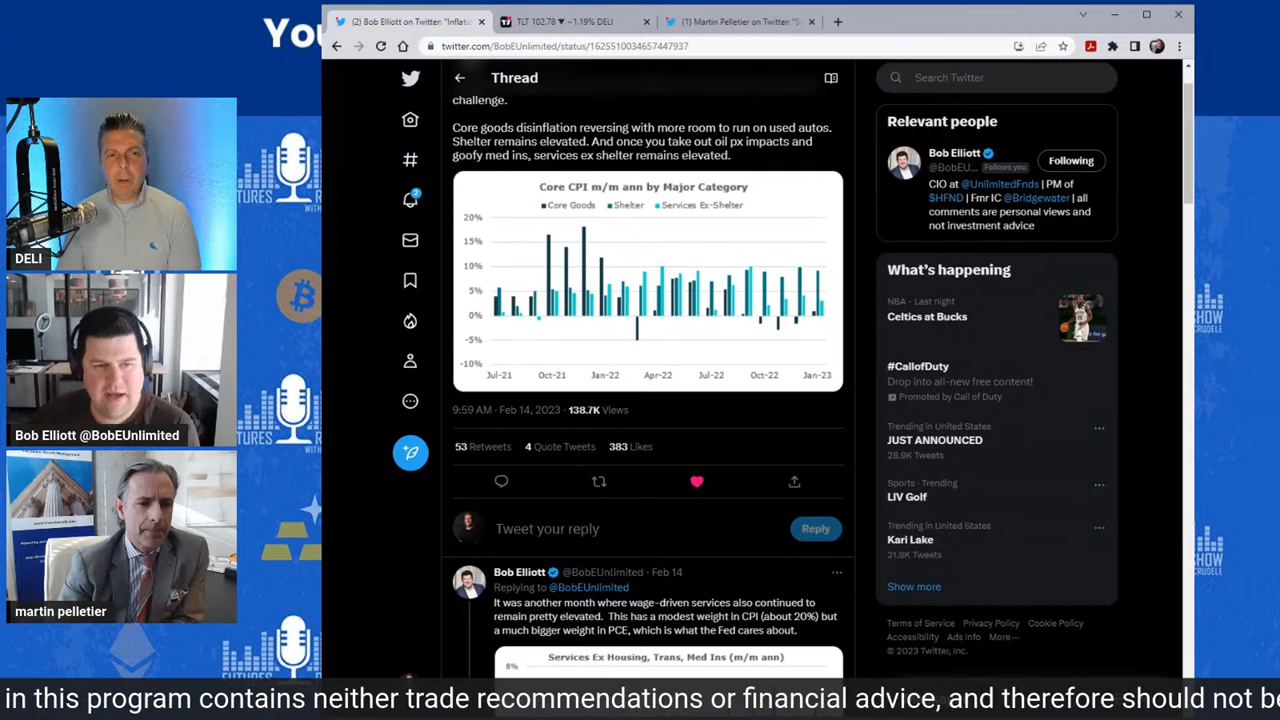 You
DELI
Bob Elliott @BobEUnlimited
martin pelletier
(2) Bob Elliott on Twitter: "Inflatio
TLT 102.78 ▼ −1.19% DELI
(1) Martin Pelletier on Twitter: "S
twitter.com/BobEUnlimited/status/1625510034657447937
Thread
challenge.
Core goods disinflation reversing with more room to run on used autos.
Shelter remains elevated. And once you take out oil px impacts and
goofy med ins, services ex shelter remains elevated.
Core CPI m/m ann by Major Category
Core Goods Shelter Services Ex-Shelter
20%
15%
10%
5%
0%
-5%
-10%
Jul-21 Oct-21 Jan-22 Apr-22 Jul-22 Oct-22 Jan-23
9:59 AM · Feb 14, 2023 · 138.7K Views
53 Retweets 4 Quote Tweets 383 Likes
Tweet your reply
Reply
Bob Elliott @BobEUnlimited · Feb 14
Replying to @BobEUnlimited
It was another month where wage-driven services also continued to
remain pretty elevated. This has a modest weight in CPI (about 20%) but
a much bigger weight in PCE, which is what the Fed cares about.
Services Ex Housing, Trans, Med Ins (m/m ann)
8%
2
Search Twitter
Relevant people
Bob Elliott
@BobEU... Follows you
Following
CIO at @UnlimitedFnds | PM of
$HFND | Fmr IC @Bridgewater | all
comments are personal views and
not investment advice
What's happening
NBA · Last night
Celtics at Bucks
#CallofDuty
Drop into all-new free content!
Promoted by Call of Duty
Trending in United States
JUST ANNOUNCED
28.9K Tweets
Sports · Trending
LIV Golf
Trending in United States
Kari Lake
21.8K Tweets
Show more
Terms of Service Privacy Policy Cookie Policy
Accessibility Ads info More ···
© 2023 Twitter, Inc.
SHOW
CRUDELE
in this program contains neither trade recommendations or financial advice, and therefore should not be